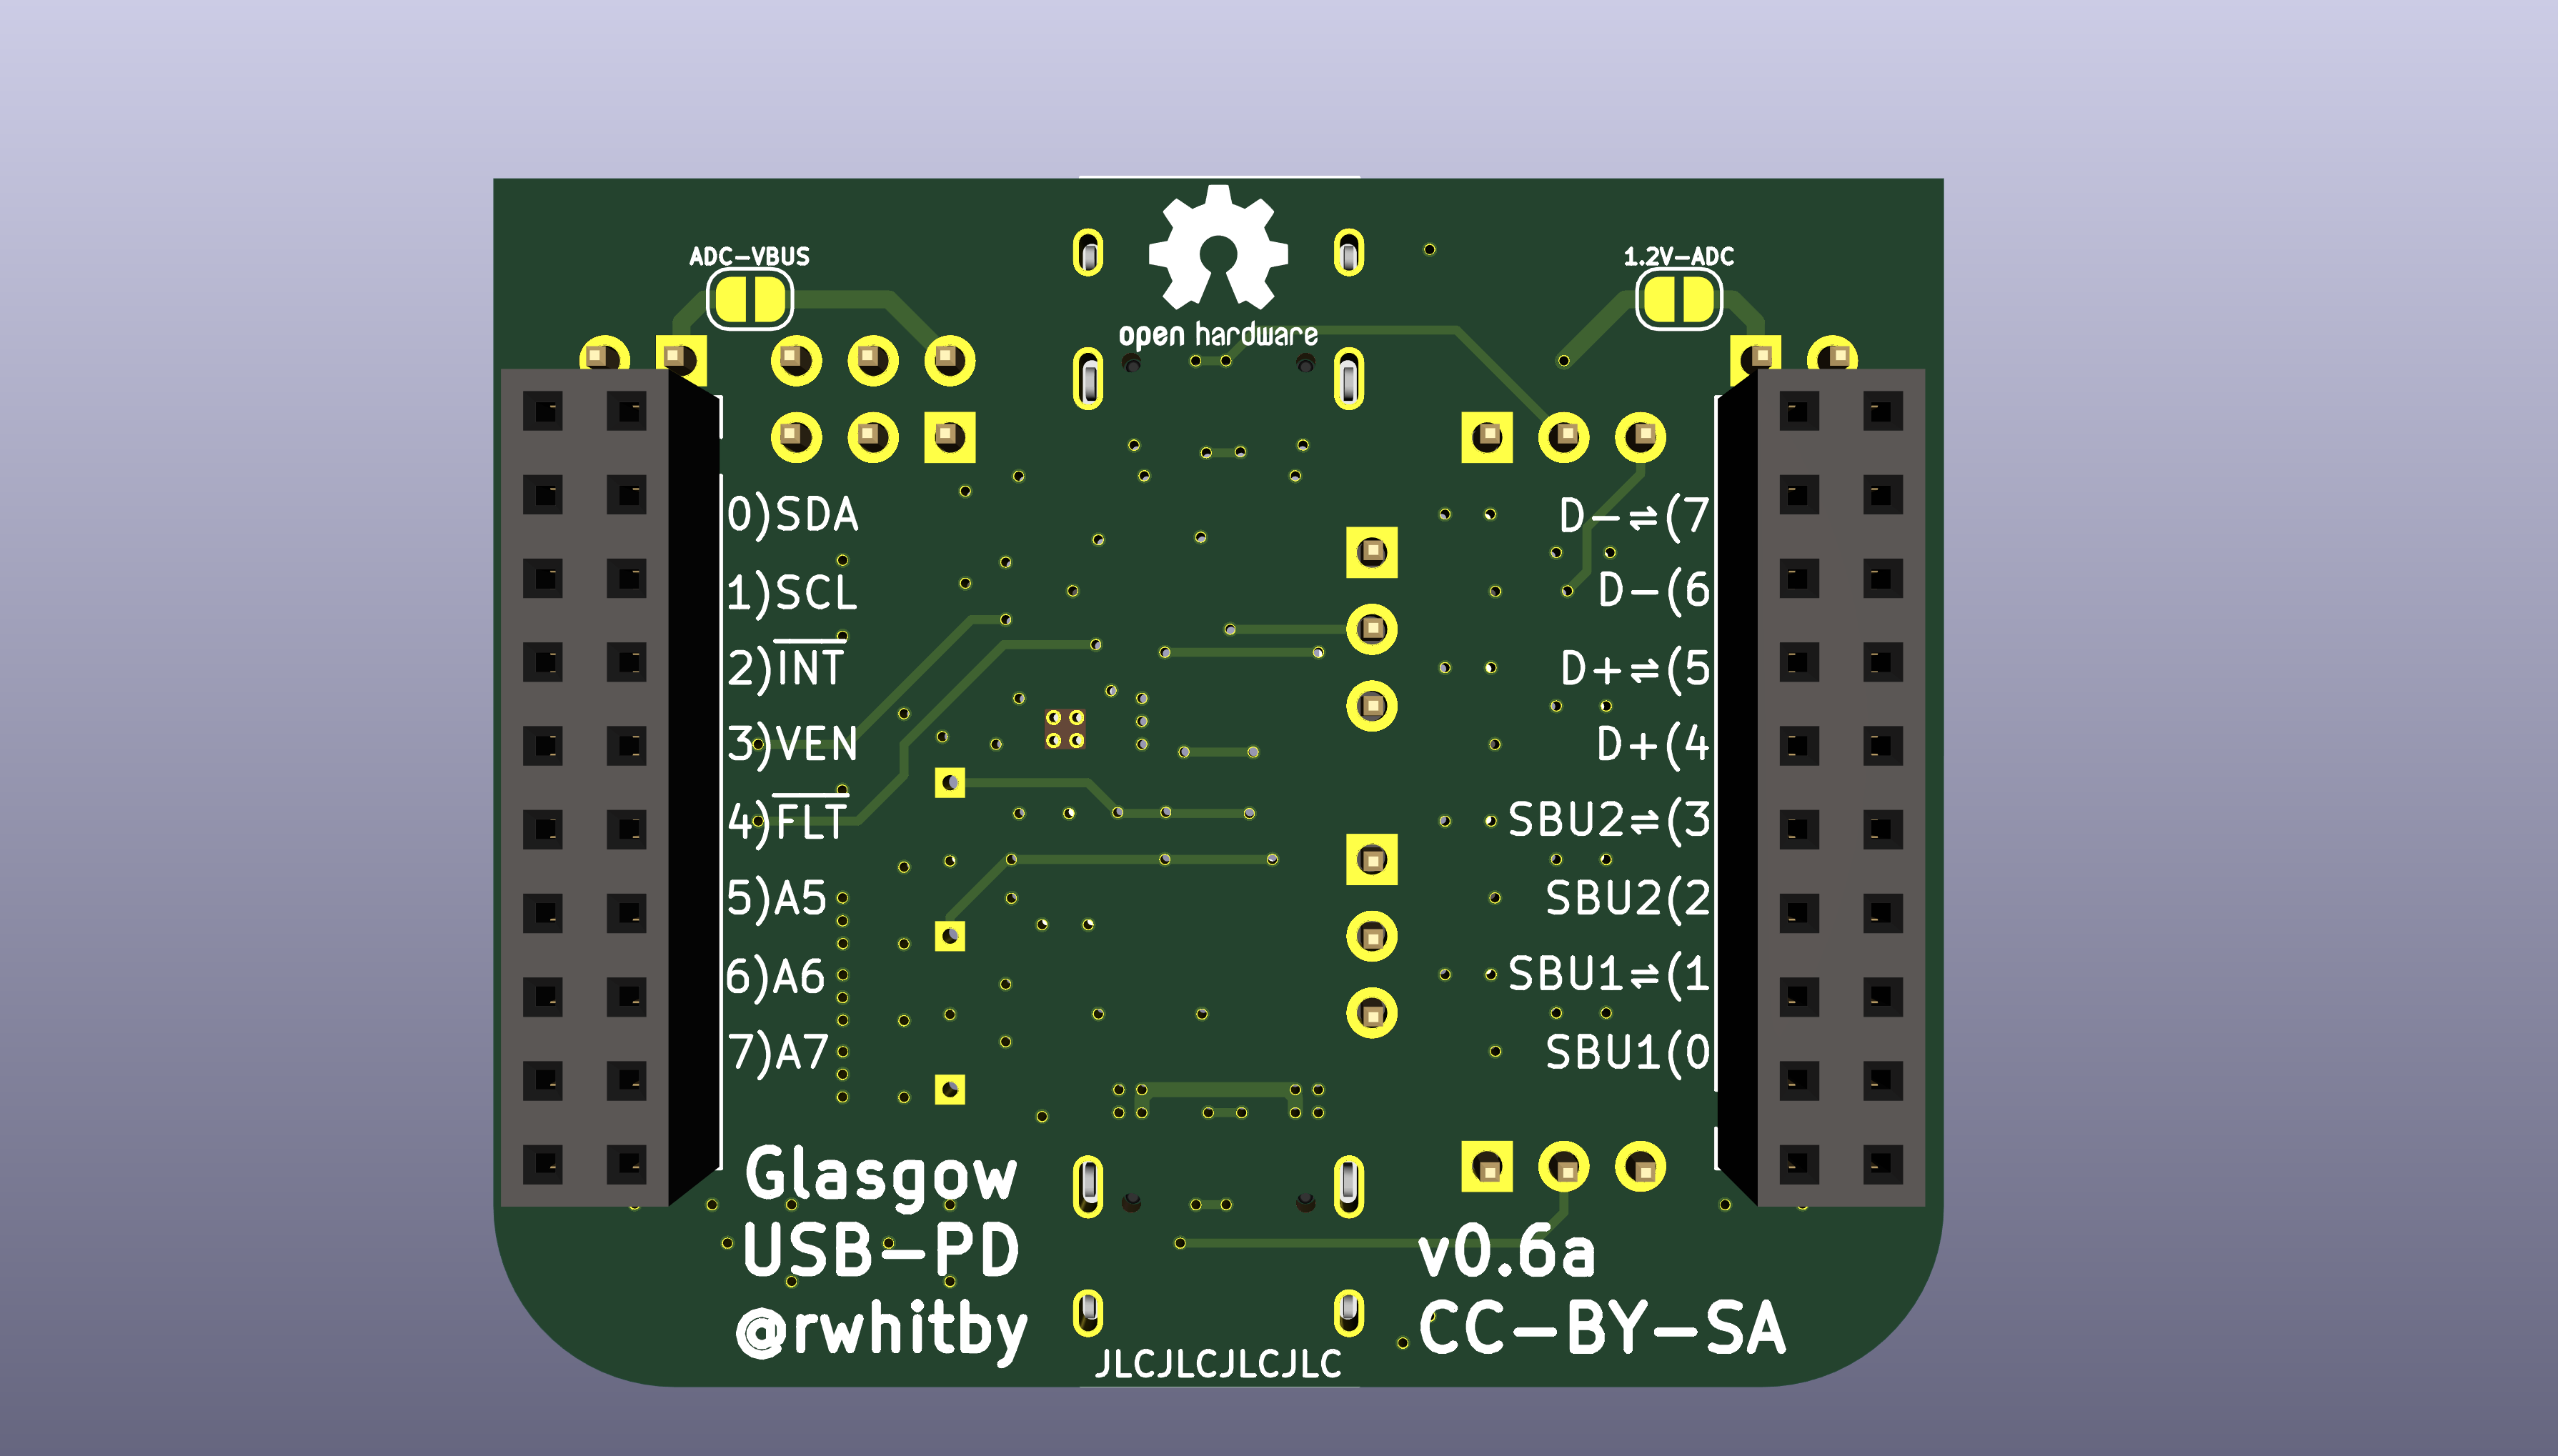 ADC-VBUS
1.2V-ADC
open hardware
0)SDA
1)SCL
2)I̅N̅T̅
3)VEN
4)F̅L̅T̅
5)A5
6)A6
7)A7
D-⇌(7
D-(6
D+⇌(5
D+(4
SBU2⇌(3
SBU2(2
SBU1⇌(1
SBU1(0
Glasgow
USB-PD
@rwhitby
v0.6a
CC-BY-SA
JLCJLCJLCJLC